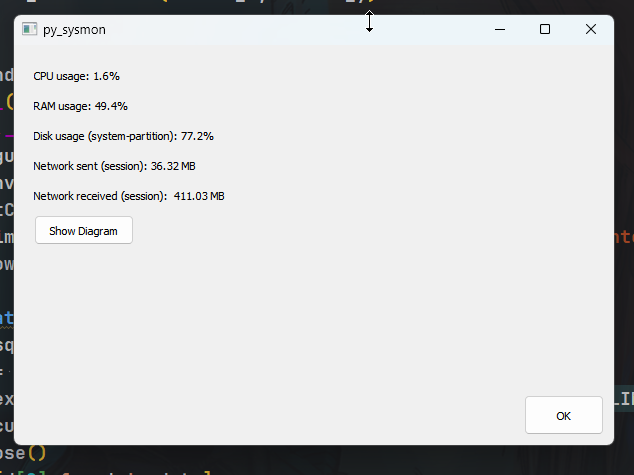 py_sysmon
CPU usage: 1.6%
RAM usage: 49.4%
Disk usage (system-partition): 77.2%
Network sent (session): 36.32 MB
Network received (session): 411.03 MB
Show Diagram
OK
ose()